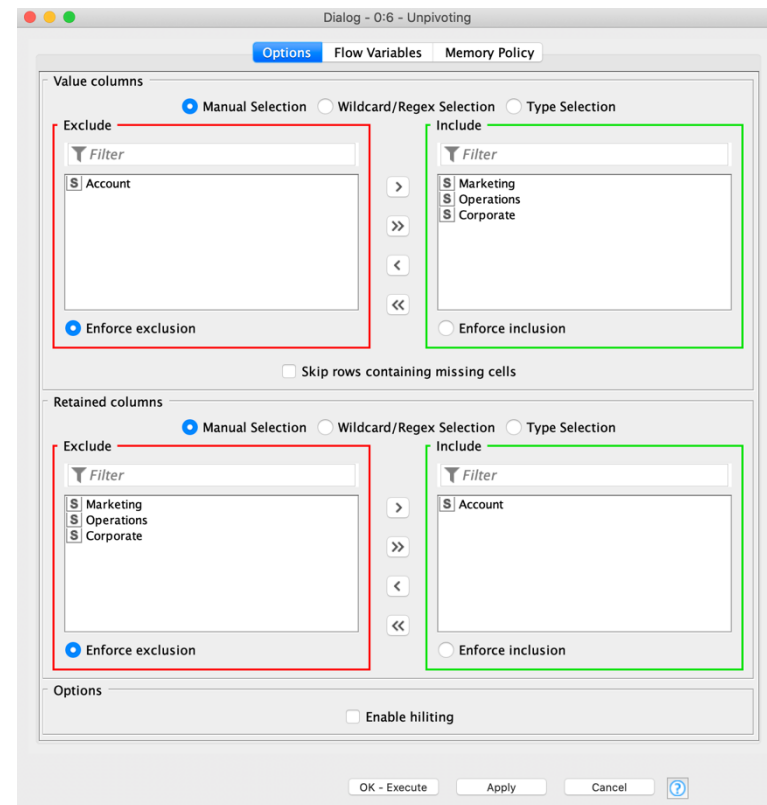 Dialog - 0:6 - Unpivoting
Options Flow Variables Memory Policy
Value columns
Manual Selection Wildcard/Regex Selection Type Selection
Exclude Include
Filter Filter
S Account S Marketing
S Operations
S Corporate
>
>>
<
<<
Enforce exclusion Enforce inclusion
Skip rows containing missing cells
Retained columns
Manual Selection Wildcard/Regex Selection Type Selection
Exclude Include
Filter Filter
S Marketing S Account
S Operations
S Corporate
>
>>
<
<<
Enforce exclusion Enforce inclusion
Options
Enable hiliting
OK - Execute Apply Cancel ?